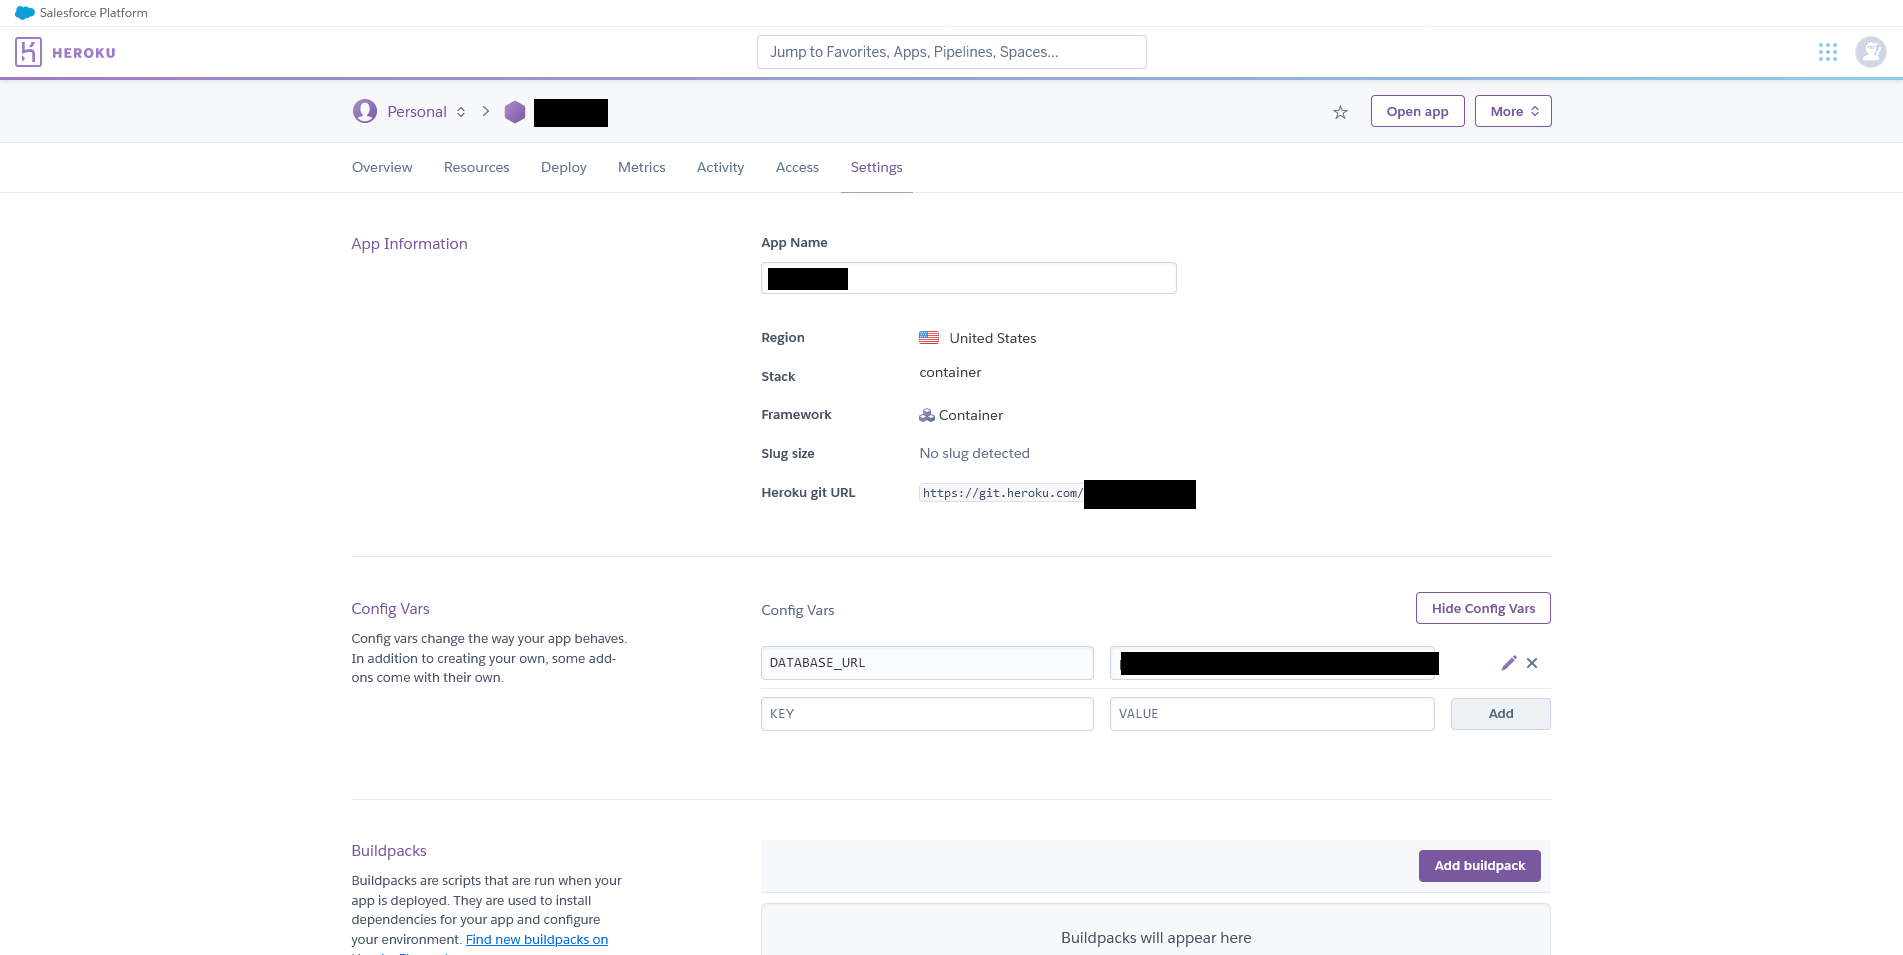 Salesforce Platform
HEROKU
Jump to Favorites, Apps, Pipelines, Spaces...
Personal
Open app
More
Overview Resources Deploy Metrics Activity Access Settings
App Information
App Name
Region United States
Stack container
Framework Container
Slug size No slug detected
Heroku git URL https://git.heroku.com/
Config Vars
Config vars change the way your app behaves.
In addition to creating your own, some add-
ons come with their own.
Config Vars
Hide Config Vars
DATABASE_URL
KEY VALUE Add
Buildpacks
Buildpacks are scripts that are run when your
app is deployed. They are used to install
dependencies for your app and configure
your environment. Find new buildpacks on
Add buildpack
Buildpacks will appear here